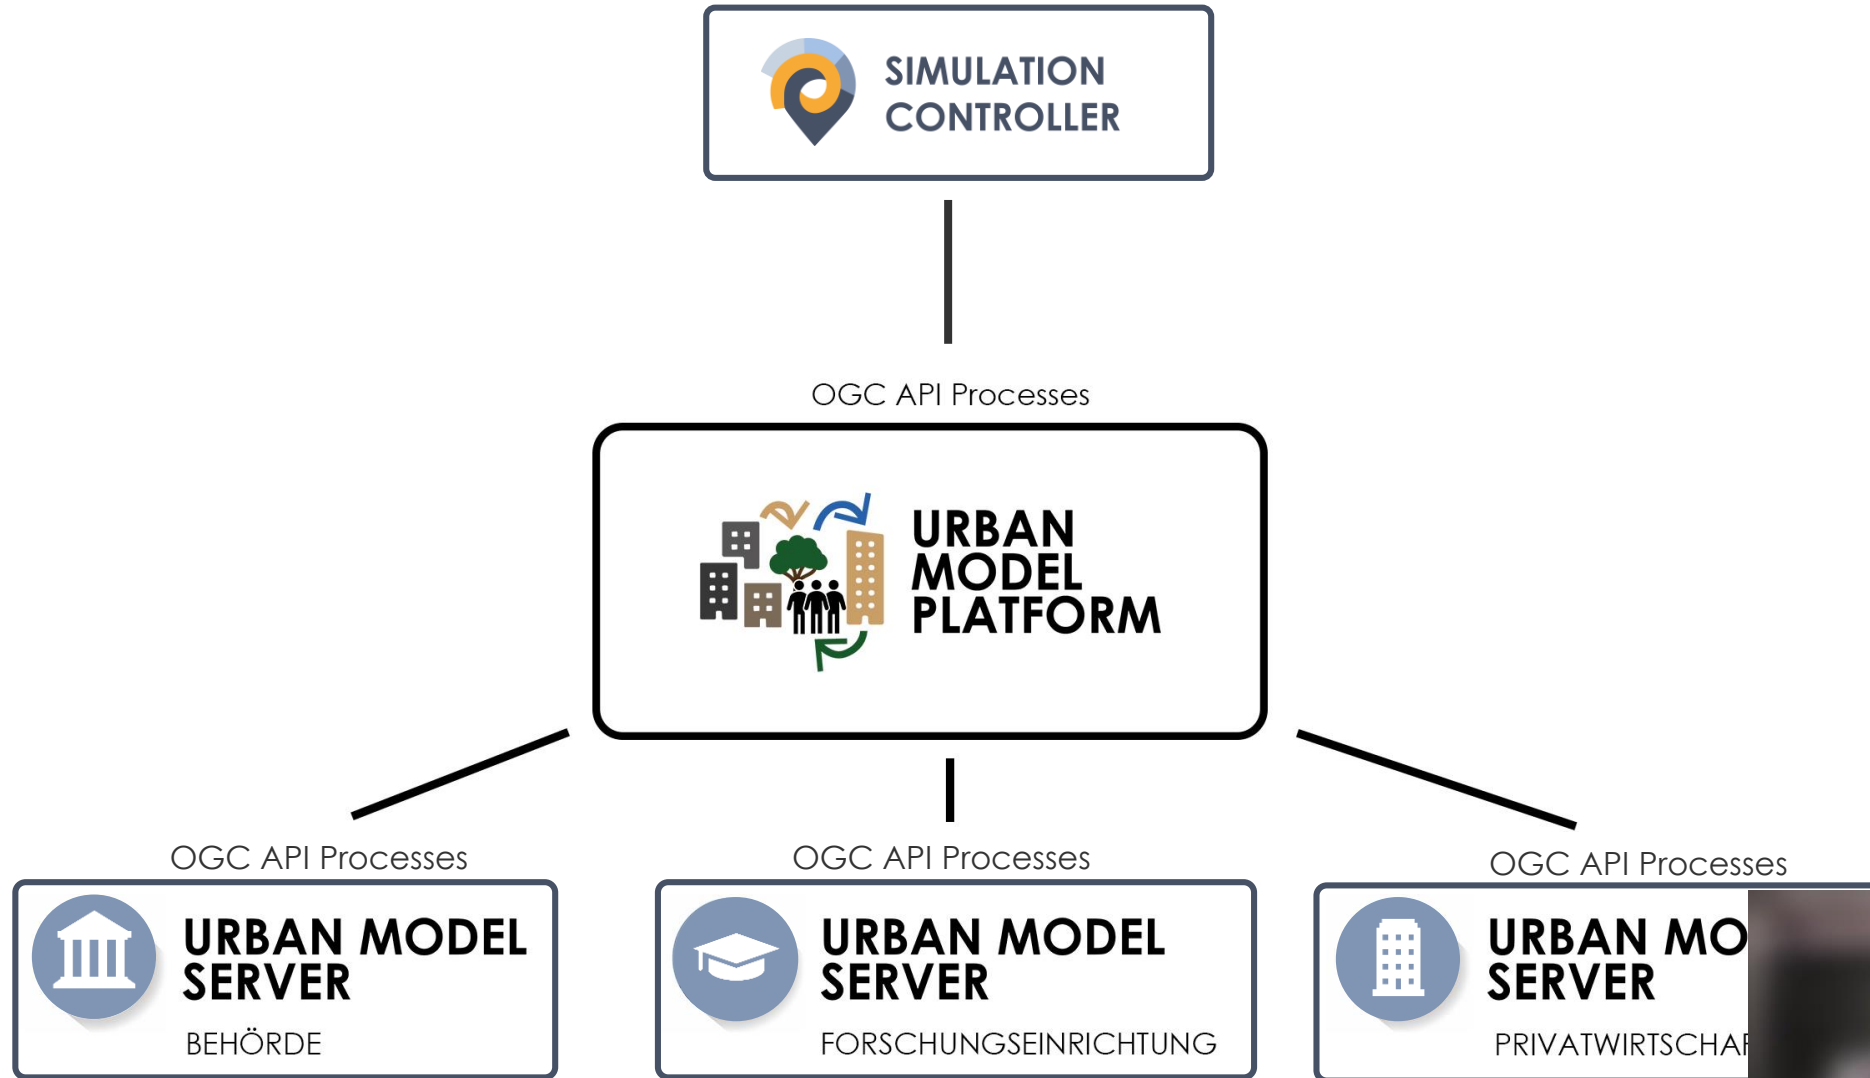 SIMULATION
CONTROLLER
OGC API Processes
URBAN
MODEL
PLATFORM
OGC API Processes
URBAN MODEL
SERVER
BEHÖRDE
OGC API Processes
URBAN MODEL
SERVER
FORSCHUNGSEINRICHTUNG
OGC API Processes
URBAN
SERVER